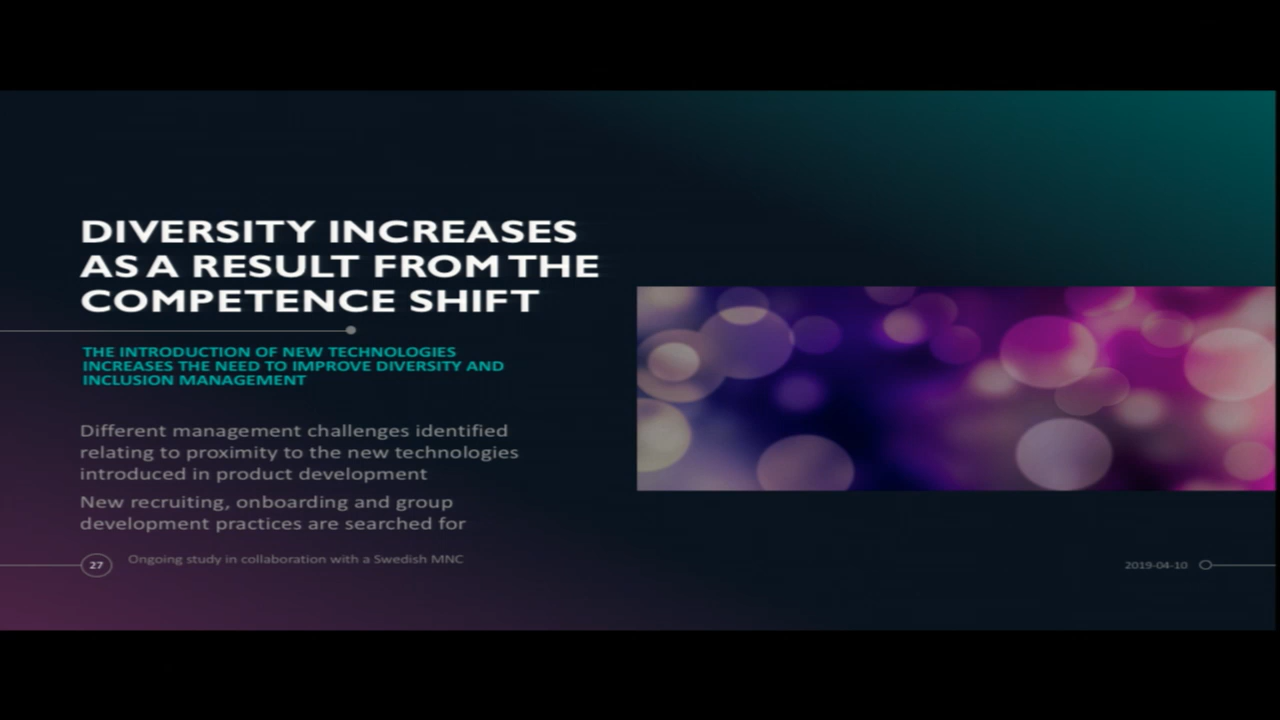 DIVERSITY INCREASES
AS A RESULT FROM THE
COMPETENCE SHIFT
THE INTRODUCTION OF NEW TECHNOLOGIES
INCREASES THE NEED TO IMPROVE DIVERSITY AND
INCLUSION MANAGEMENT
Different management challenges identified
relating to proximity to the new technologies
introduced in product development
New recruiting, onboarding and group
development practices are searched for
27
Ongoing study in collaboration with a Swedish MNC
2019-04-10